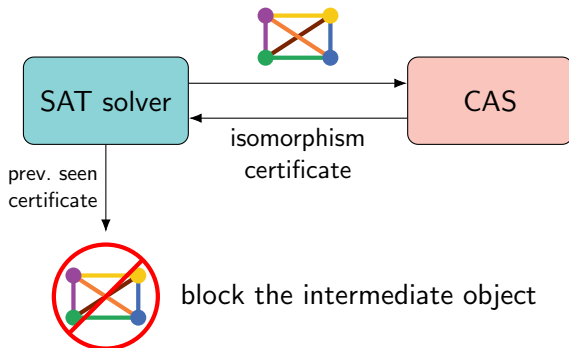 SAT solver
CAS
isomorphism
certificate
prev. seen
certificate
block the intermediate object